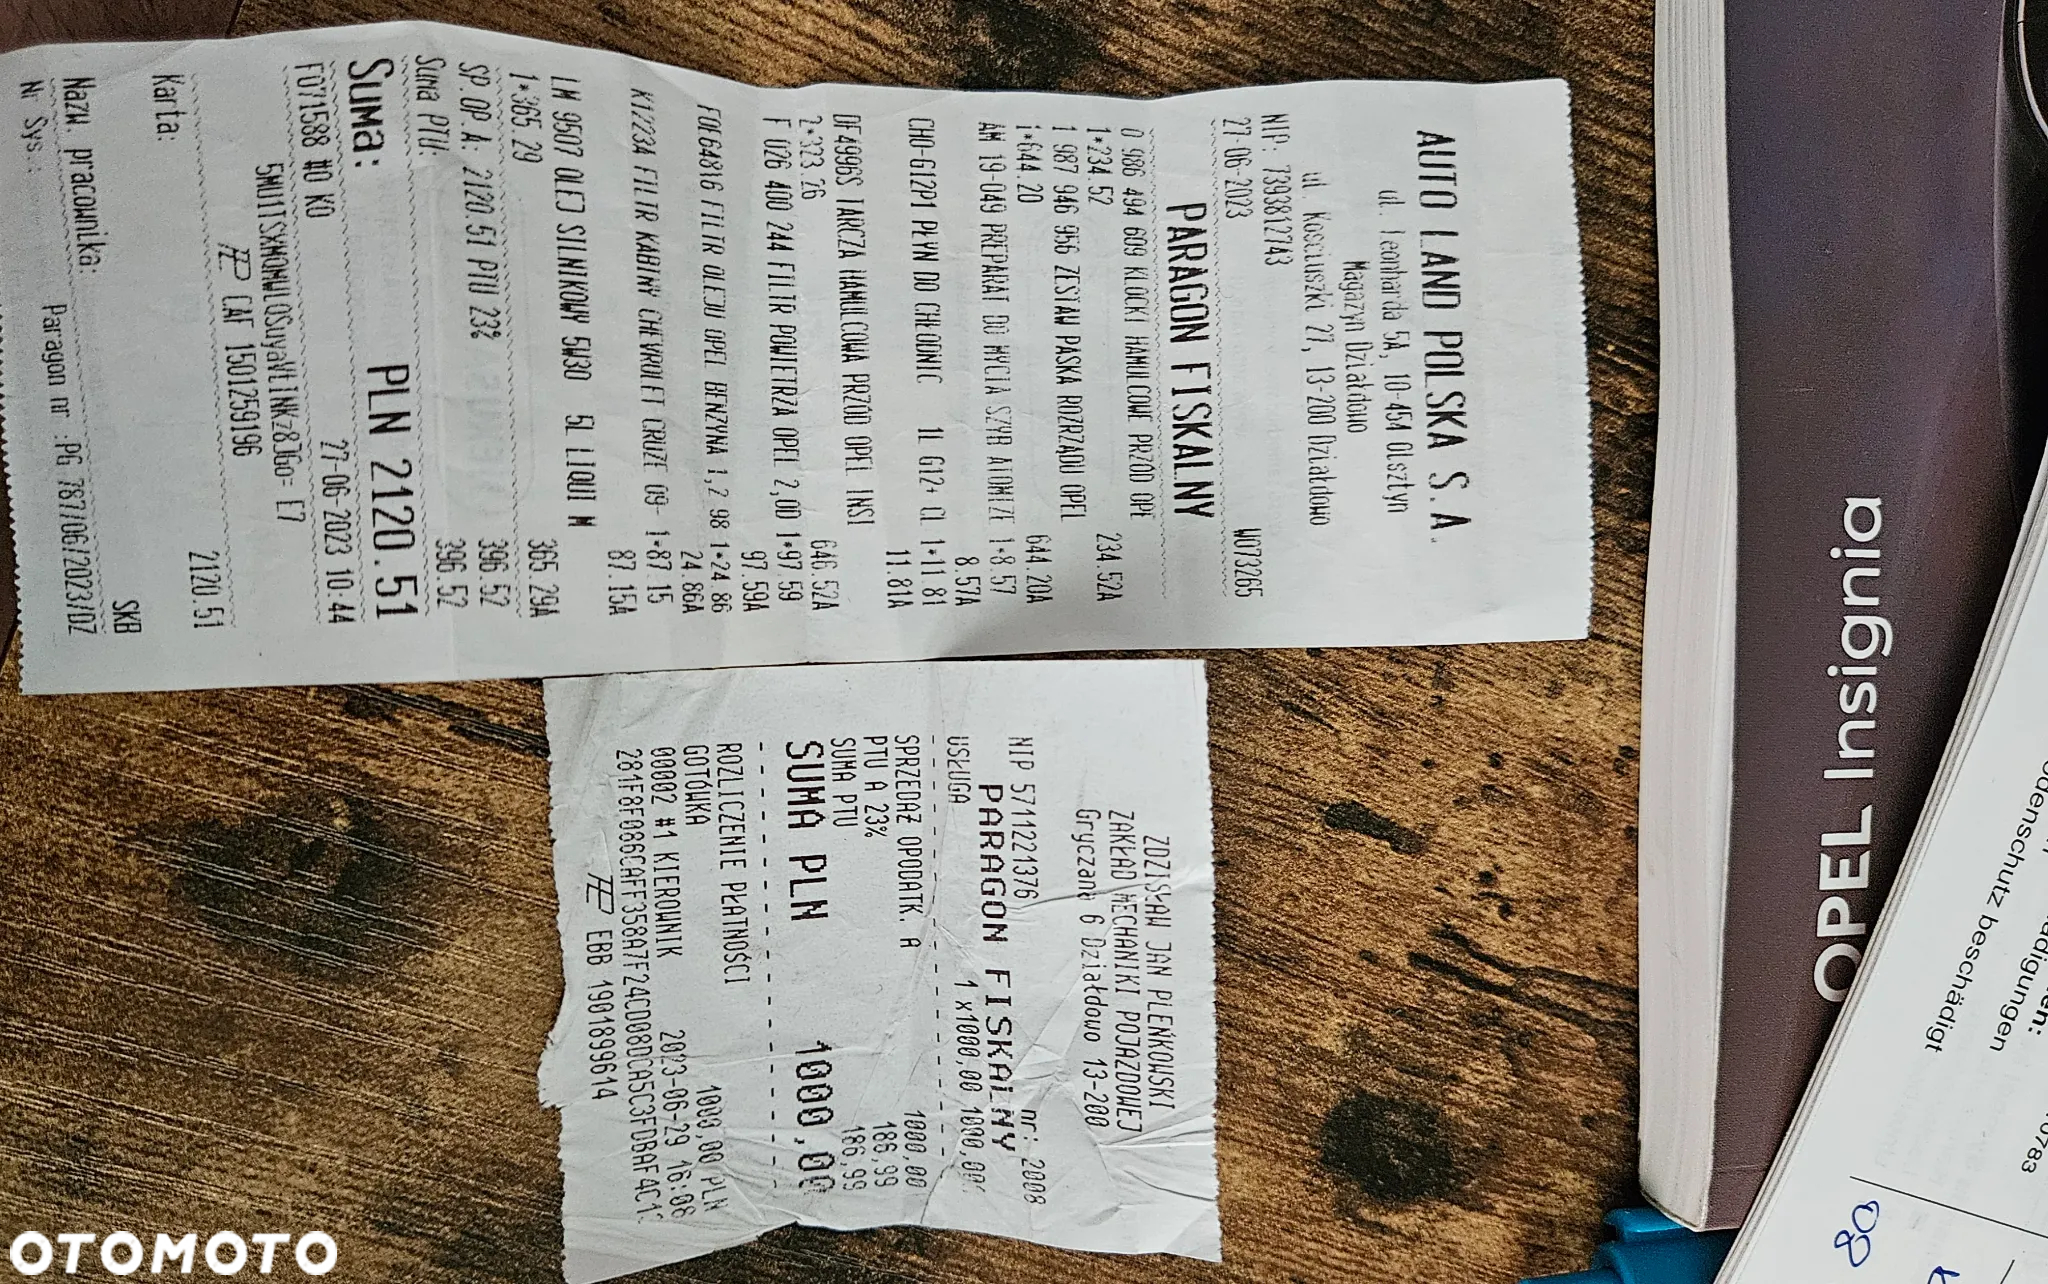 AUTO LAND POLSKA S.A.
ul. Leonharda 5A, 10-454 Olsztyn
Magazyn Działdowo
ul. Kościuszki 77, 13-200 Działdowo
NIP: 7393812743
27-06-2023 W073265
PARAGON FISKALNY
0 986 494 609 KLOCKI HAMULCOWE PRZÓD OPE
1*234.52 234.52A
1 987 946 956 ZESTAW PASKA ROZRZĄDU OPEL
1*644.20 644.20A
AM 19-049 PREPARAT DO MYCIA SZYB ATOMIZE 1*8.57
8.57A
CHO-G12P1 PŁYN DO CHŁODNIC 1L G12+ CL 1*11.81
11.81A
DF4996S TARCZA HAMULCOWA PRZÓD OPEL INSI
2*323.26 646.52A
F 026 400 244 FILTR POWIETRZA OPEL 2,00 1*97.59
97.59A
FOE64816 FILTR OLEJU OPEL BENZYNA 1,2 98 1*24.86
24.86A
K1223A FILTR KABINY CHEVROLET CRUZE 09- 1*87.15
87.15A
LM 9507 OLEJ SILNIKOWY 5W30 5L LIQUI M
1*365.29 365.29A
SP.OP.A: 2120.51 PTU 23% 396.52
Suma PTU: 396.52
SUMA: PLN 2120.51
F071588 #0 KO 27-06-2023 10:44
CAF 1501259196
Karta: 2120.51
Nazw. pracownika: SKB
Nr Sys.: Paragon nr :PG 787/06/2023/DZ
ZDZISŁAW JAN PLEŃKOWSKI
ZAKŁAD MECHANIKI POJAZDOWEJ
Gryczana 6 Działdowo 13-200
NIP 5711221376 nr: 2008
PARAGON FISKALNY
USŁUGA 1 x1000,00 1000,00
SPRZEDAŻ OPODATK. A 1000,00
PTU A 23% 186,99
SUMA PTU 186,99
SUMA PLN 1000,00
ROZLICZENIE PŁATNOŚCI
GOTÓWKA 1000,00 PLN
00002 #1 KIEROWNIK 2023-06-29 16:08
EBB 1901899614
OPEL Insignia
odenschutz beschädigt
adigungen
en:
70783
OTOMOTO